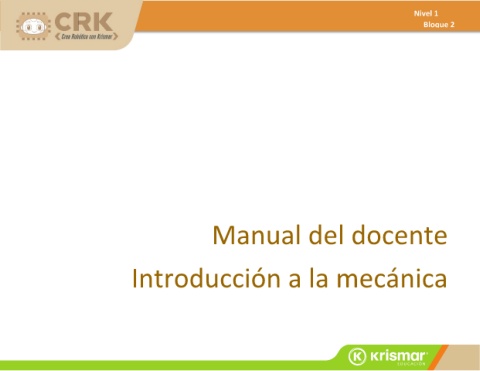 CRK
Crea Robótica con Krismar
Nivel 1
Bloque 2
Manual del docente
Introducción a la mecánica
K krismar
EDUCACIÓN